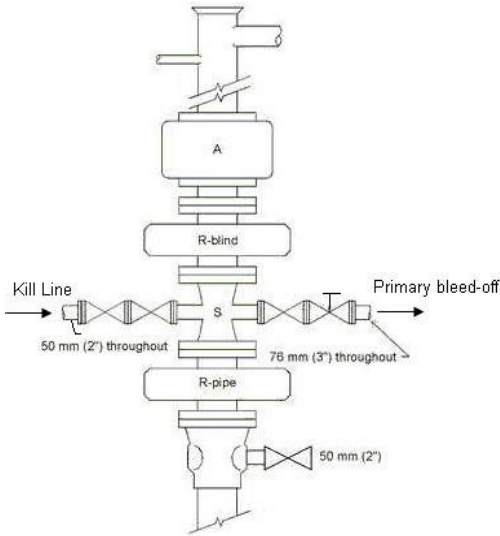 A
R-blind
Kill Line
S
Primary bleed-off
50 mm (2") throughout
76 mm (3") throughout
R-pipe
50 mm (2")